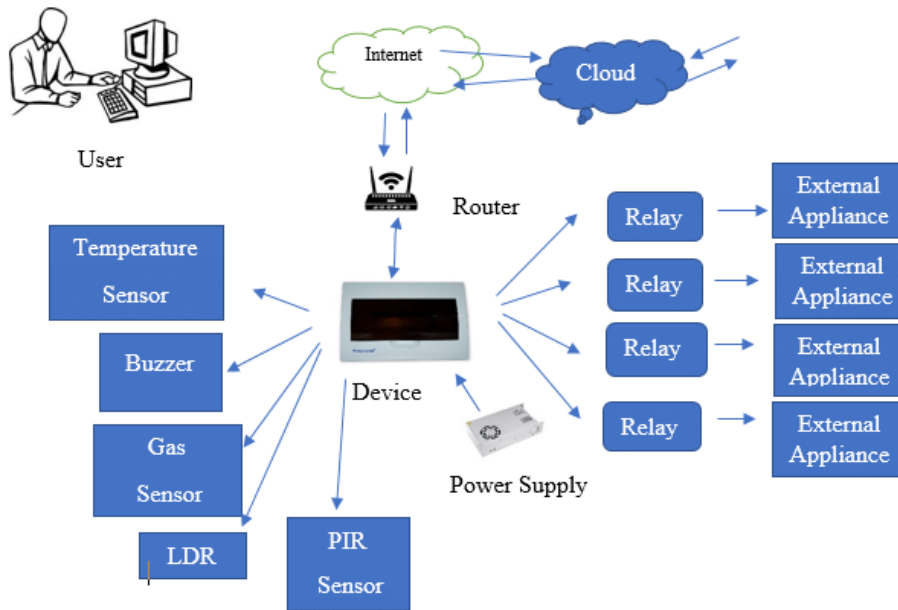 Internet
Cloud
User
Router
Temperature
Sensor
Buzzer
Gas
Sensor
LDR
PIR
Sensor
Device
Power Supply
Relay
External
Appliance
Relay
External
Appliance
Relay
External
Appliance
Relay
External
Appliance